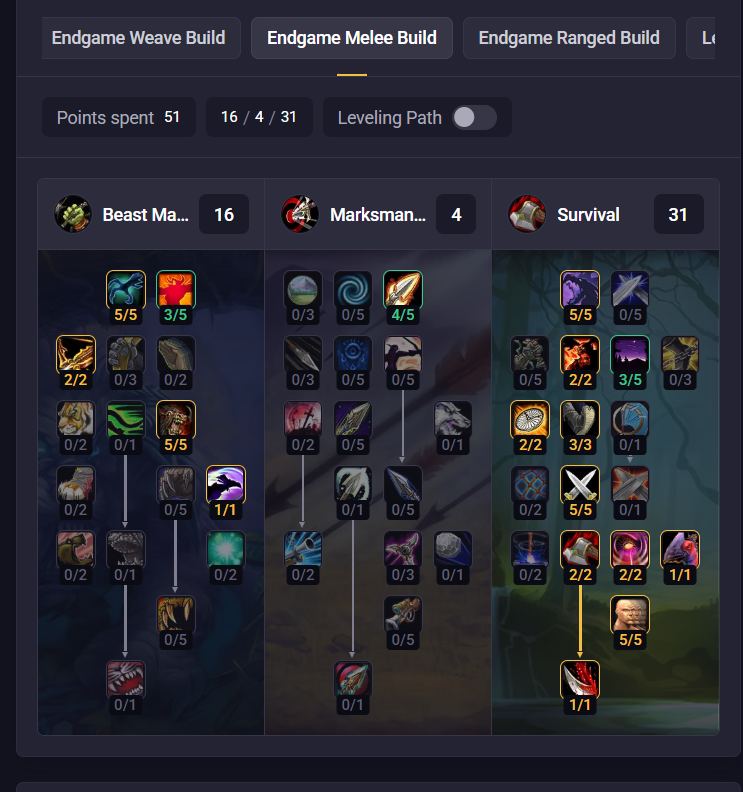 Endgame Weave Build Endgame Melee Build Endgame Ranged Build Le
Points spent 51 16 / 4 / 31 Leveling Path
Beast Ma... 16 Marksman... 4 Survival 31
5/5 3/5 0/3 0/5 4/5 5/5 0/5
2/2 0/3 0/2 0/3 0/5 0/5 0/5 2/2 3/5 0/3
0/2 0/1 5/5 0/2 0/5 0/1 2/2 3/3 0/1
0/2 0/5 1/1 0/1 0/5 0/2 5/5 0/1
0/2 0/1 0/2 0/2 0/3 0/1 0/2 2/2 2/2 1/1
0/5 0/5 5/5
0/1 0/1 1/1